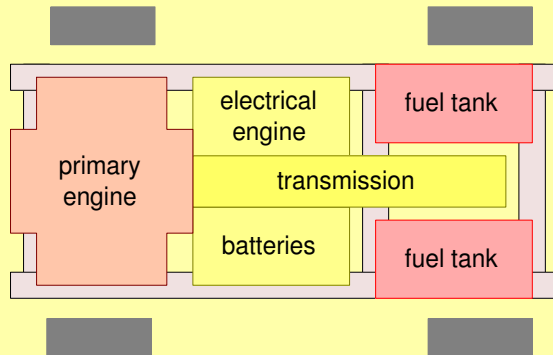 electrical
engine
fuel tank
primary
engine
transmission
batteries
fuel tank